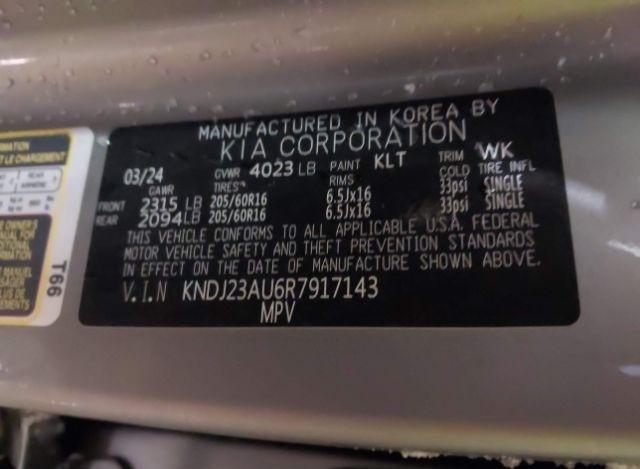 MANUFACTURED IN KOREA BY
KIA CORPORATION
03/24 GVWR 4023 LB PAINT KLT TRIM WK
GAWR TIRES RIMS COLD TIRE INFL
FRONT 2315 LB 205/60R16 6.5Jx16 33psi SINGLE
REAR 2094 LB 205/60R16 6.5Jx16 33psi SINGLE
THIS VEHICLE CONFORMS TO ALL APPLICABLE U.S.A. FEDERAL
MOTOR VEHICLE SAFETY AND THEFT PREVENTION STANDARDS
IN EFFECT ON THE DATE OF MANUFACTURE SHOWN ABOVE.
V.I.N KNDJ23AU6R7917143
MPV
INFORMATION
LE CHARGEMENT
T66